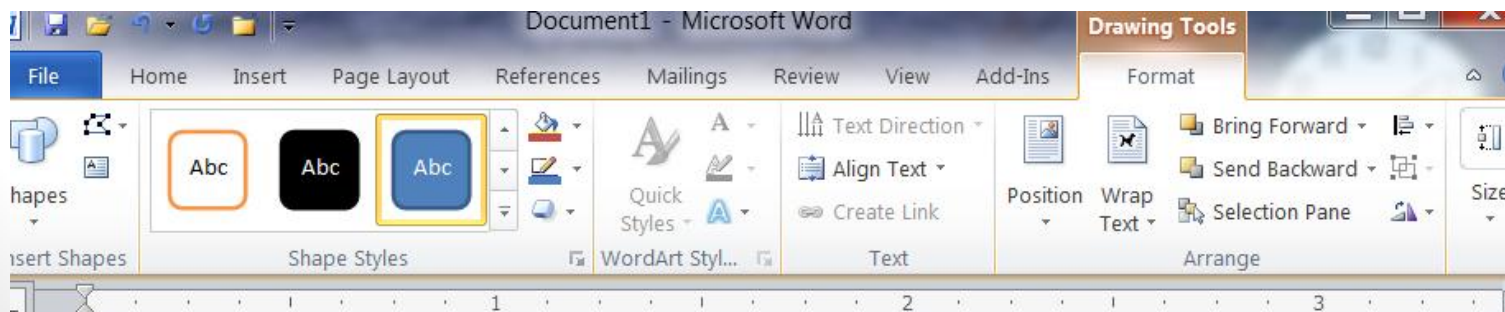 Document1 - Microsoft Word
Drawing Tools
File Home Insert Page Layout References Mailings Review View Add-Ins Format
Abc Abc Abc
Text Direction
Bring Forward
Align Text
Send Backward
hapes
Quick Styles
Create Link
Position
Wrap Text
Selection Pane
Size
nsert Shapes
Shape Styles
WordArt Styl...
Text
Arrange
1 2 3